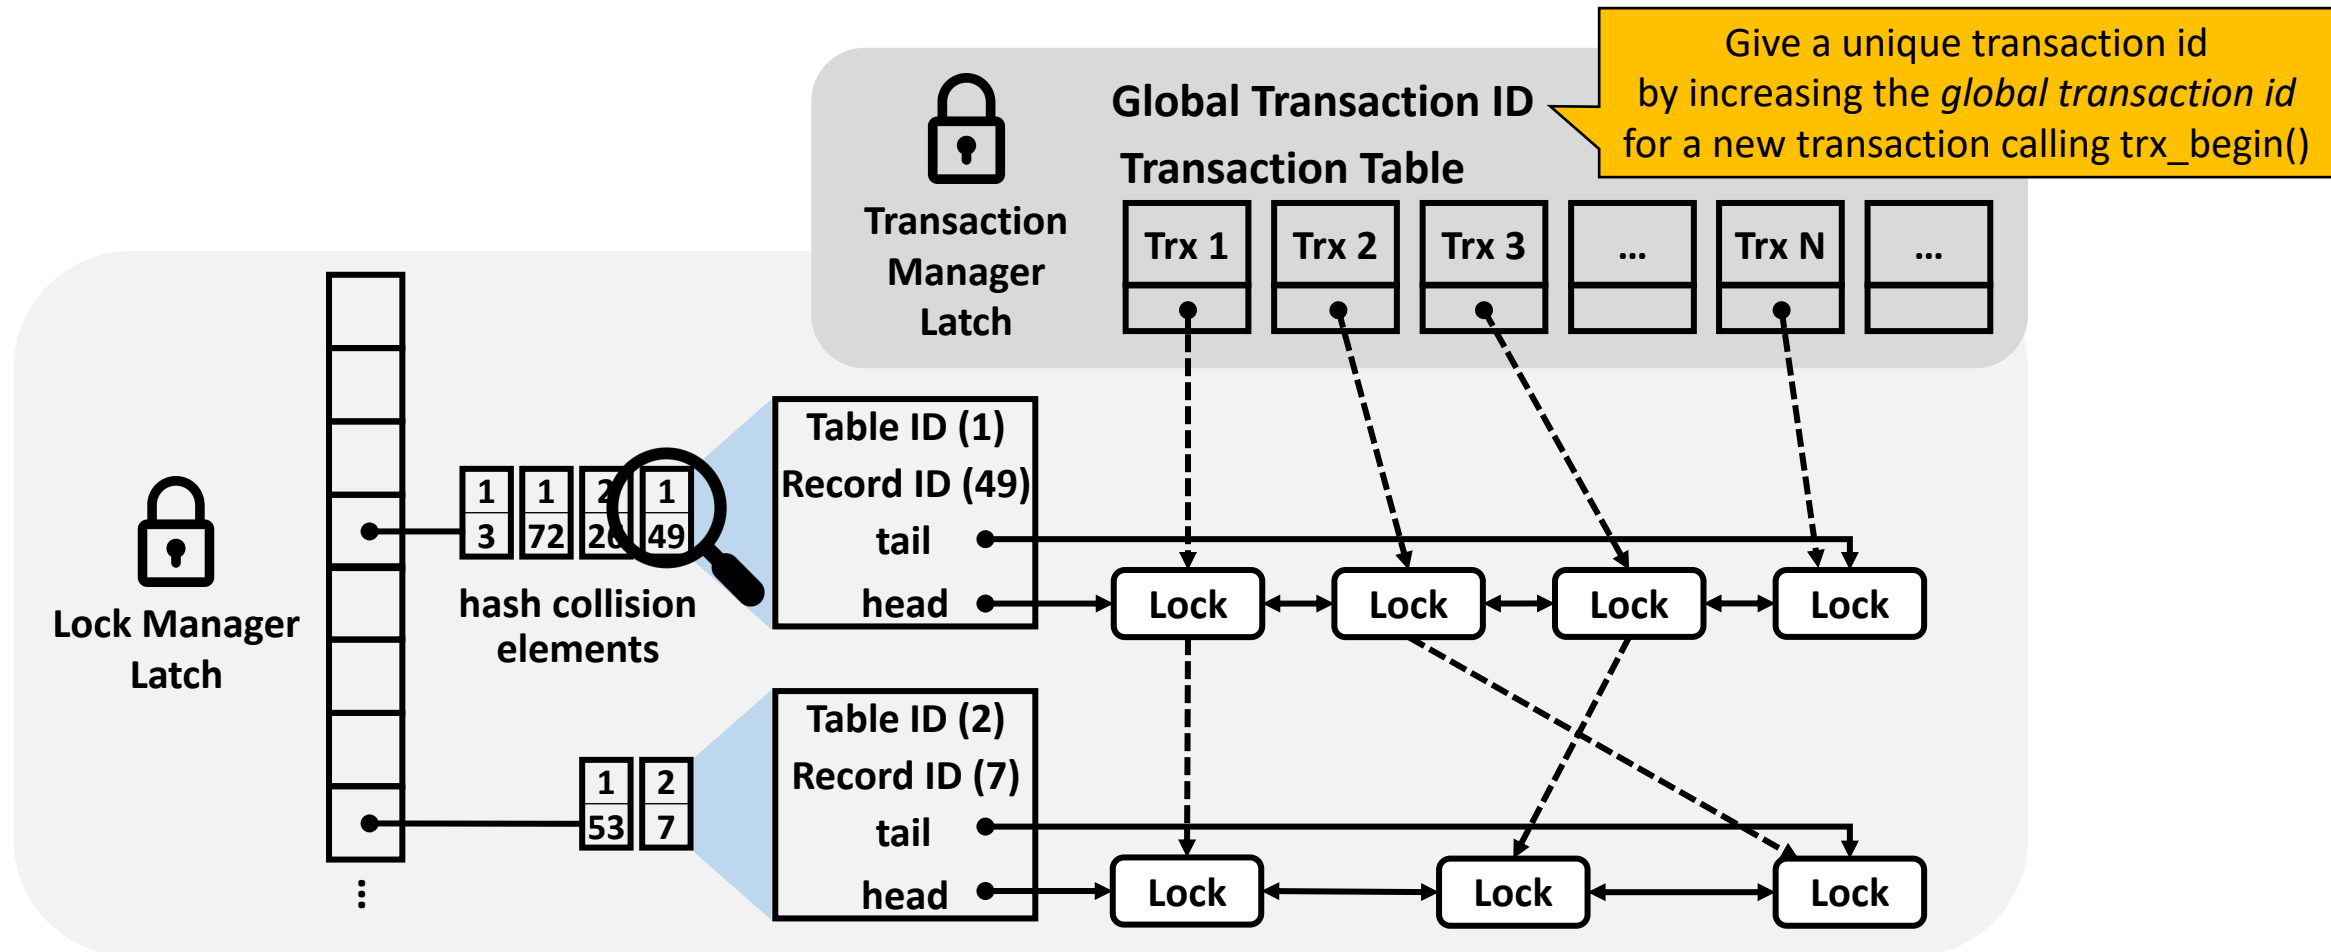 Give a unique transaction id
by increasing the global transaction id
for a new transaction calling trx_begin()
Global Transaction ID
Transaction Table
Transaction
Manager
Latch
Trx 1
Trx 2
Trx 3
...
Trx N
...
Lock Manager
Latch
1
3
1
72
2
26
1
49
hash collision
elements
Table ID (1)
Record ID (49)
tail
head
Lock
Lock
Lock
Lock
1
53
2
7
Table ID (2)
Record ID (7)
tail
head
Lock
Lock
Lock
...